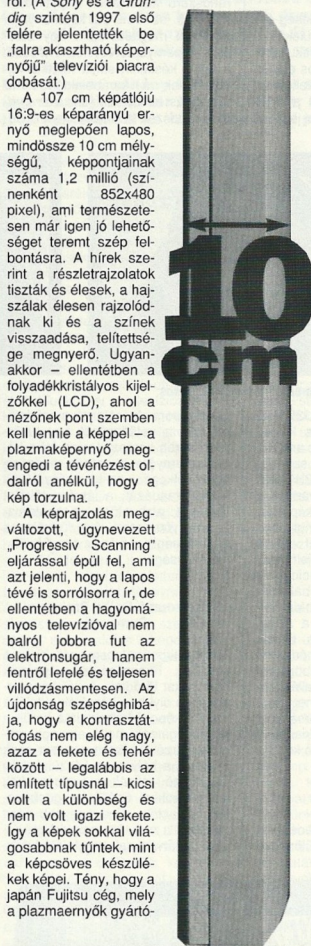 ról. (A Sony és a Grun-
dig szintén 1997 első
felére jelentették be
„falra akasztható képer-
nyőjű" televíziói piacra
dobását.)
A 107 cm képátlójú
16:9-es képarányú er-
nyő meglepően lapos,
mindössze 10 cm mély-
ségű, képpontjainak
száma 1,2 millió (szí-
nenként 852x480
pixel), ami természete-
sen már igen jó lehető-
séget teremt szép fel-
bontásra. A hírek sze-
rint a részletrajzolatok
tiszták és élesek, a haj-
szálak élesen rajzolód-
nak ki és a színek
visszaadása, telítettsé-
ge megnyerő. Ugyan-
akkor – ellentétben a
folyadékkristályos kijel-
zőkkel (LCD), ahol a
nézőnek pont szemben
kell lennie a képpel – a
plazmaképernyő meg-
engedi a tévénézést ol-
dalról anélkül, hogy a
kép torzulna.
A képrajzolás meg-
változott, úgynevezett
„Progressiv Scanning"
eljárással épül fel, ami
azt jelenti, hogy a lapos
tévé is sorrólsorra ír, de
ellentétben a hagyomá-
nyos televízióval nem
balról jobbra fut az
elektronsugár, hanem
fentről lefelé és teljesen
villódzásmentesen. Az
újdonság szépséghibá-
ja, hogy a kontrasztát-
fogás nem elég nagy,
azaz a fekete és fehér
között – legalábbis az
említett típusnál – kicsi
volt a különbség és
nem volt igazi fekete.
Így a képek sokkal vilá-
gosabbnak tűntek, mint
a képcsöves készülé-
kek képei. Tény, hogy a
japán Fujitsu cég, mely
a plazmaernyők gyártó-
10
cm